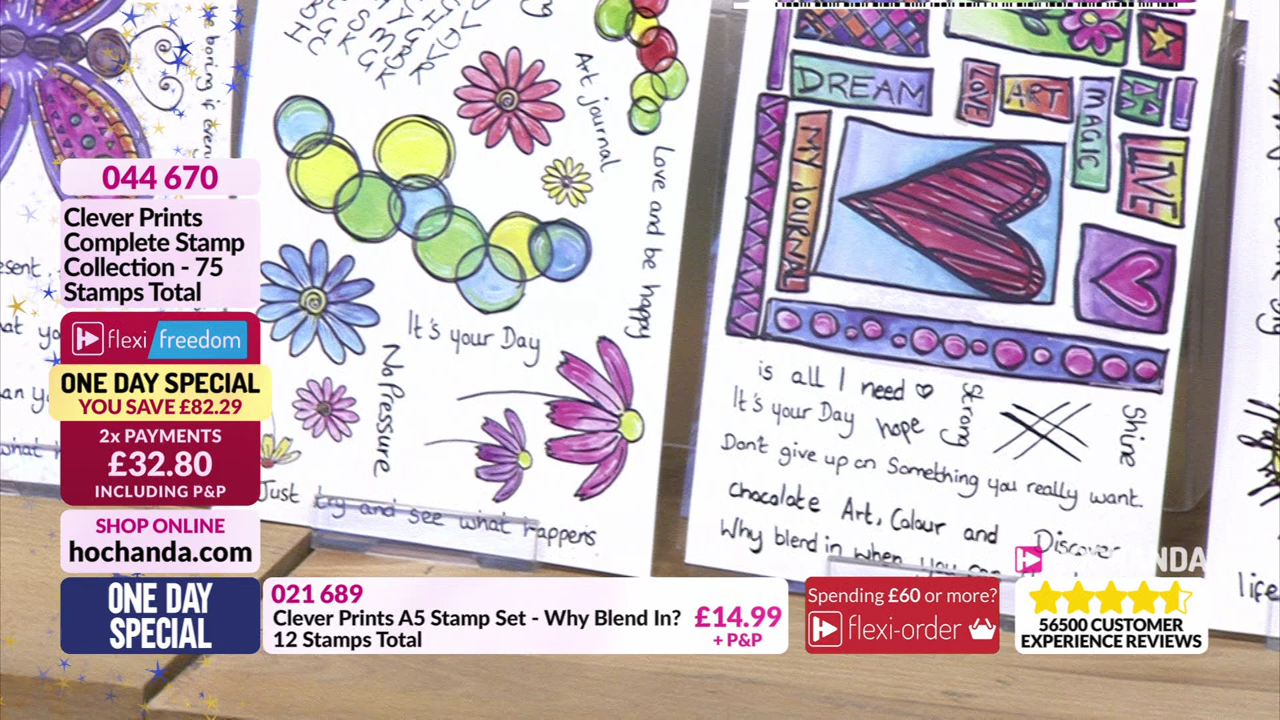 044 670
Clever Prints
Complete Stamp
Collection - 75
Stamps Total
flexi freedom
ONE DAY SPECIAL
YOU SAVE £82.29
2x PAYMENTS
£32.80
INCLUDING P&P
SHOP ONLINE
hochanda.com
ONE DAY
SPECIAL
021 689
Clever Prints A5 Stamp Set - Why Blend In?
12 Stamps Total
£14.99
+ P&P
Spending £60 or more?
flexi-order
56500 CUSTOMER
EXPERIENCE REVIEWS
Art journal
Love and be happy
It's your Day
No Pressure
Just try and see what happens
DREAM
LOVE
ART
MAGIC
LIVE
MY JOURNAL
is all I need
Strong
Shine
It's your Day hope
Don't give up on Something you really want.
chocolate Art, Colour and Discover
Why blend in when you can
life